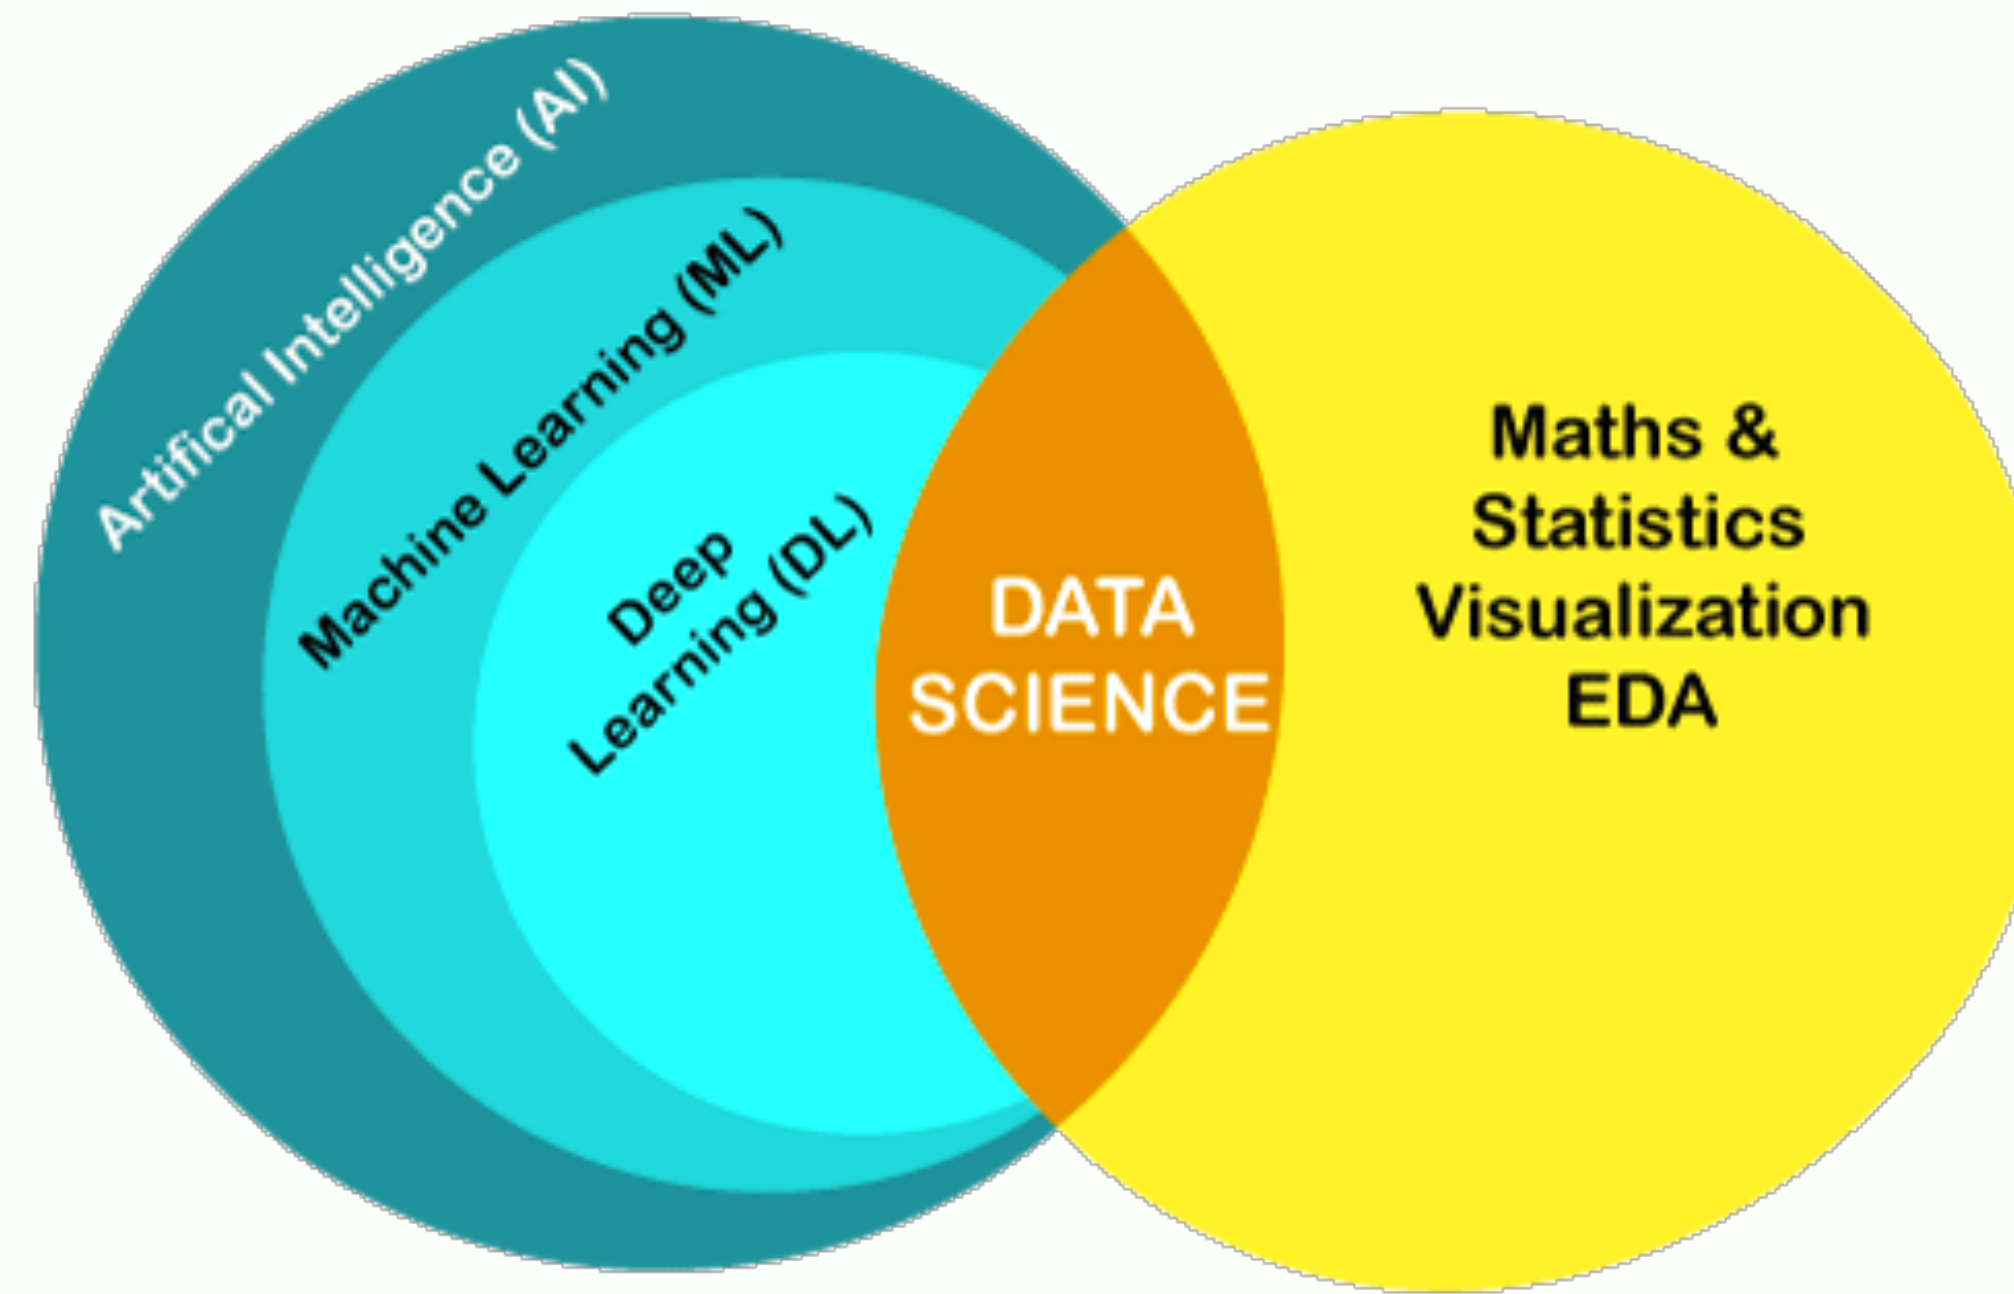 Artifical Intelligence (AI)
Machine Learning (ML)
Deep
Learning (DL)
DATA
SCIENCE
Maths &
Statistics
Visualization
EDA